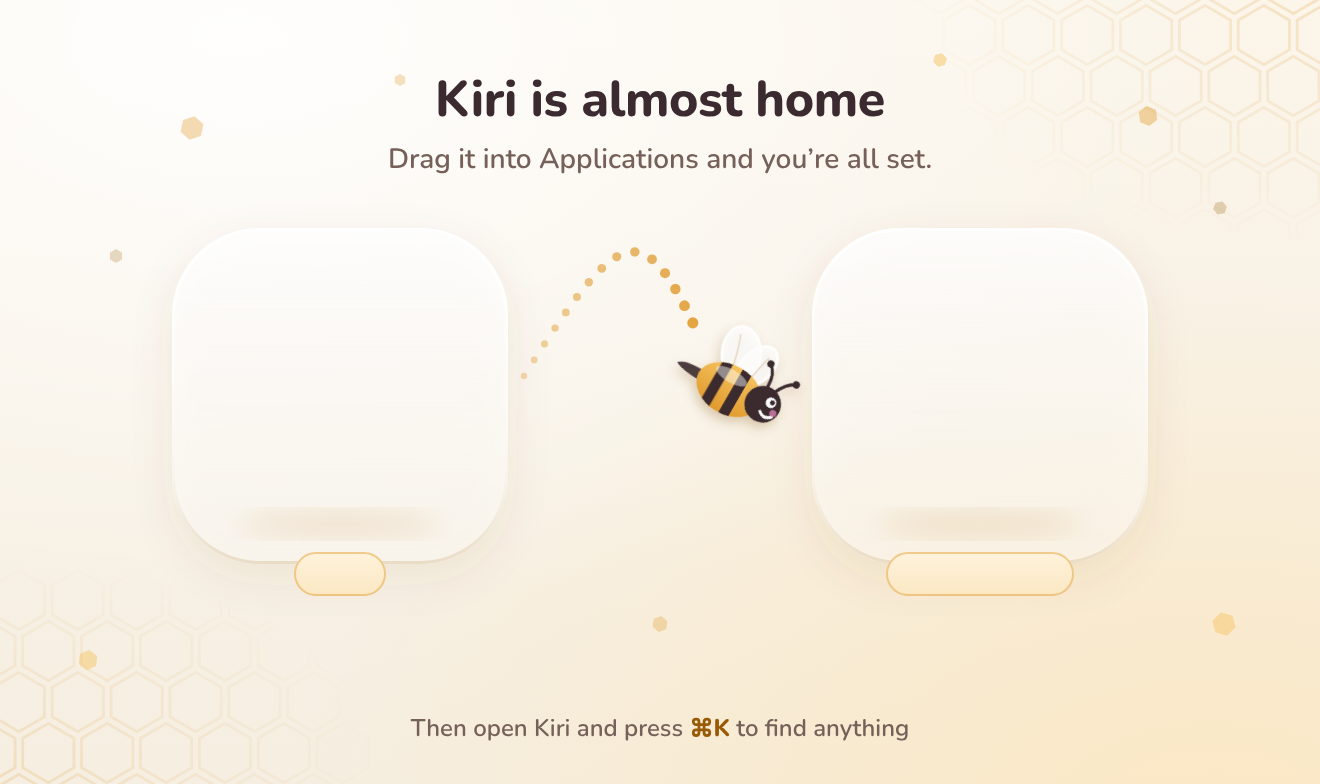 Kiri is almost home
Drag it into Applications and you’re all set.
Then open Kiri and press ⌘K to find anything